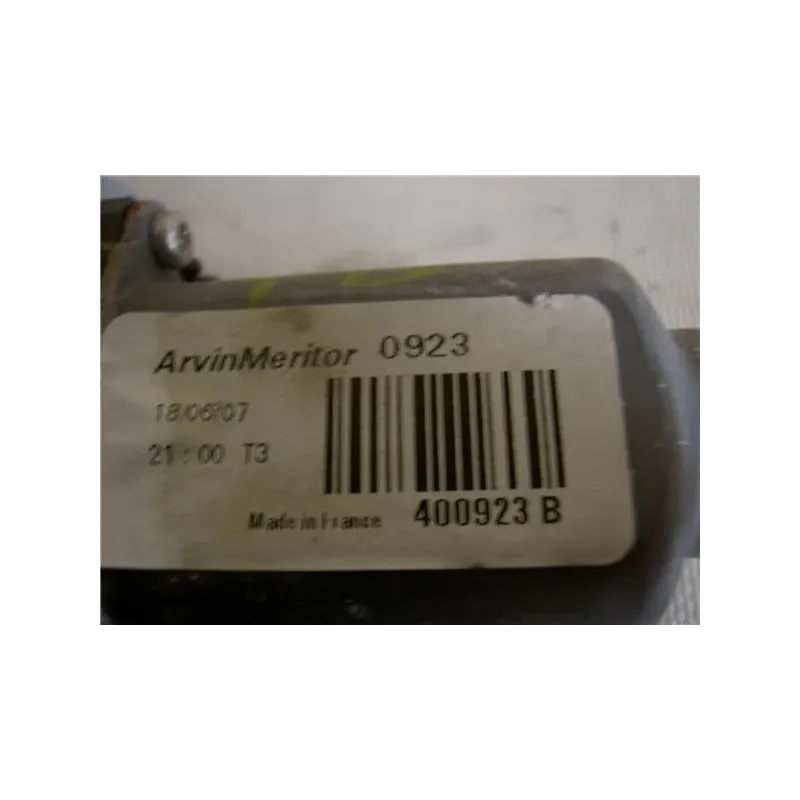 ArvinMeritor 0923
18/06/07
21:00 T3
Made in France 400923 B